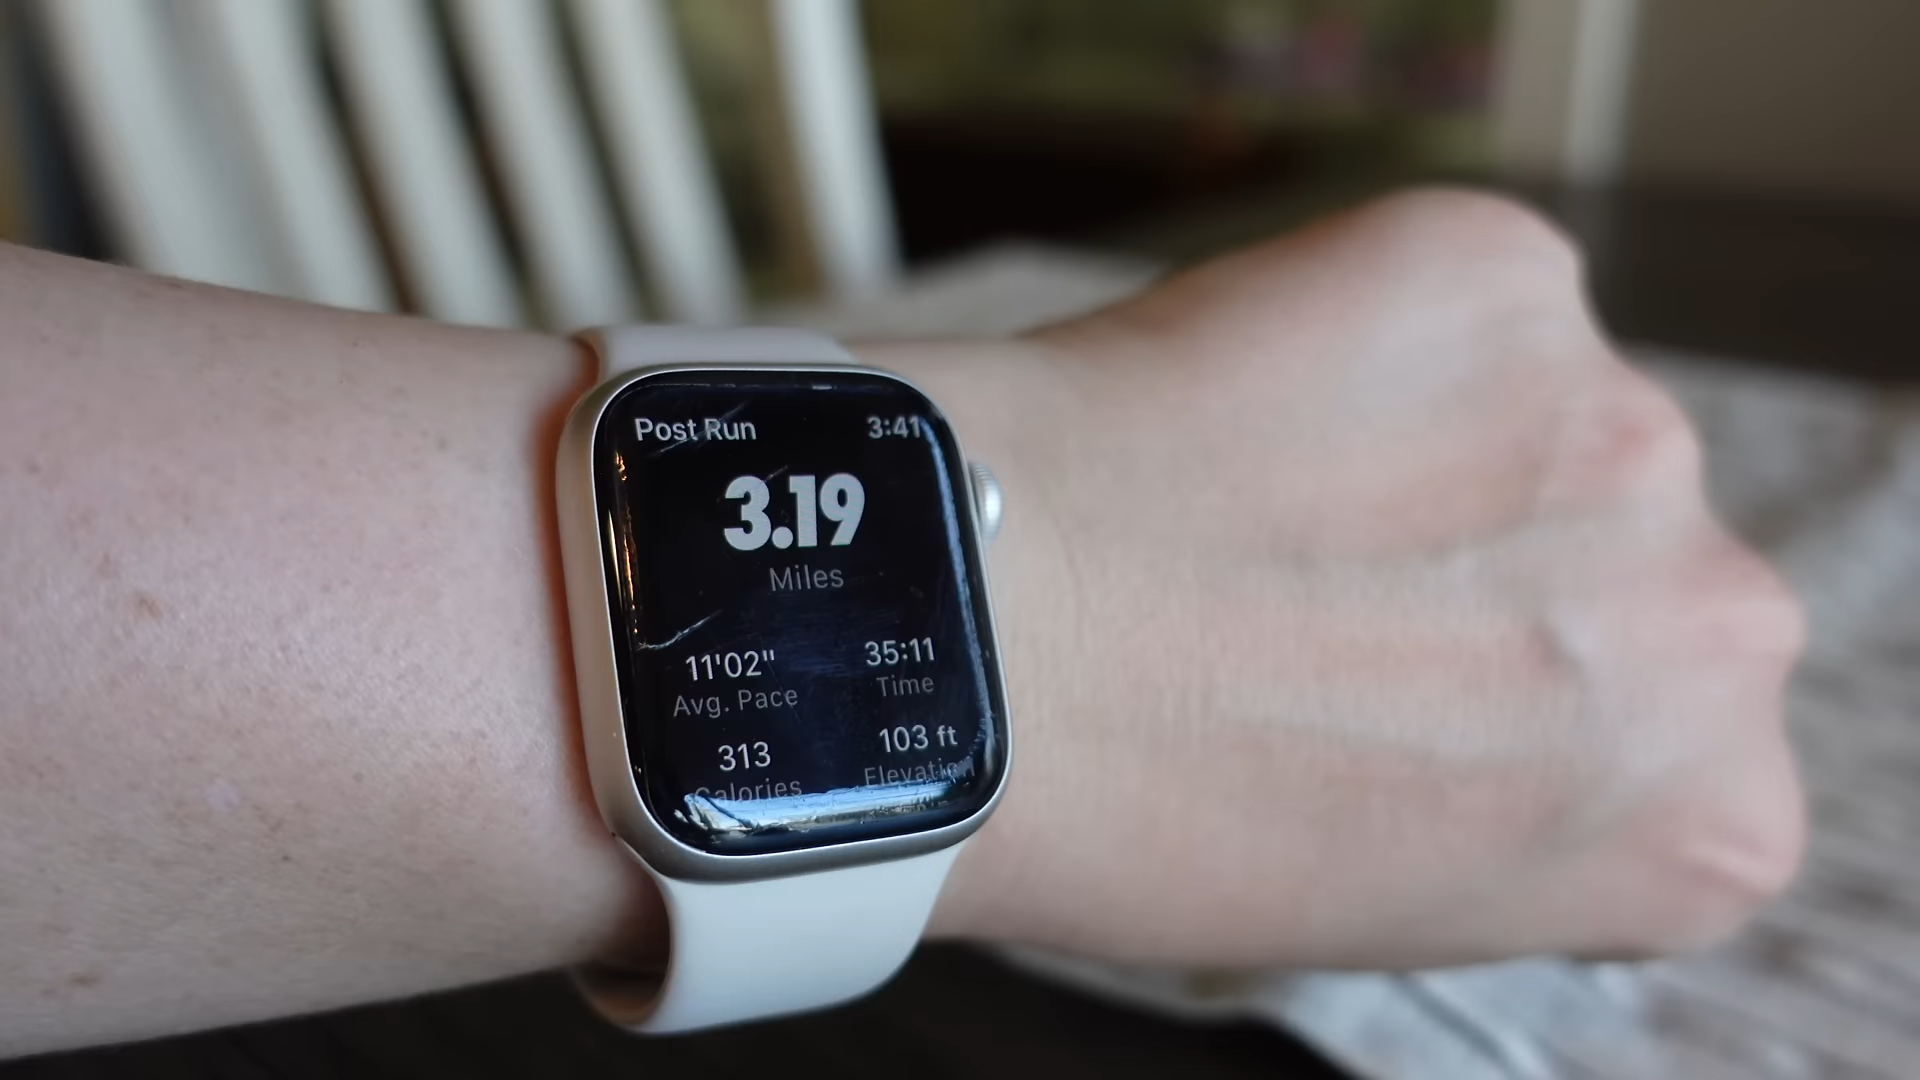 Post Run 3:41
3.19
Miles
11'02" 35:11
Avg. Pace Time
313 103 ft
Calories Elevation